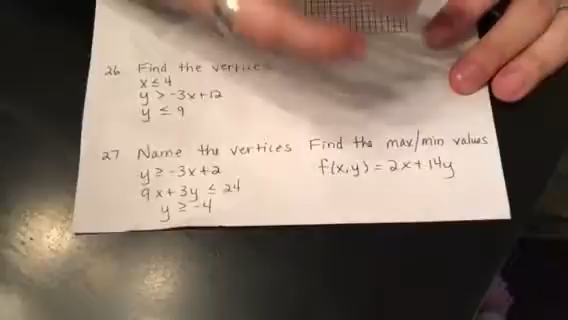 26 Find the vertices
x ≤ 4
y > -3x+12
y ≤ 9
27 Name the vertices Find the max/min values
y ≥ -3x+2 f(x,y) = 2x+14y
9x+3y ≤ 24
y ≥ -4